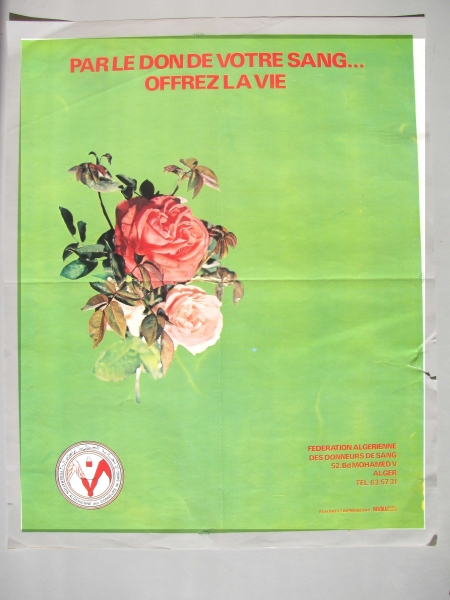 PAR LE DON DE VOTRE SANG...
OFFREZ LA VIE
FEDERATION ALGERIENNE
DES DONNEURS DE SANG
52.Bd MOHAMED V
ALGER
TEL. 63.57.31